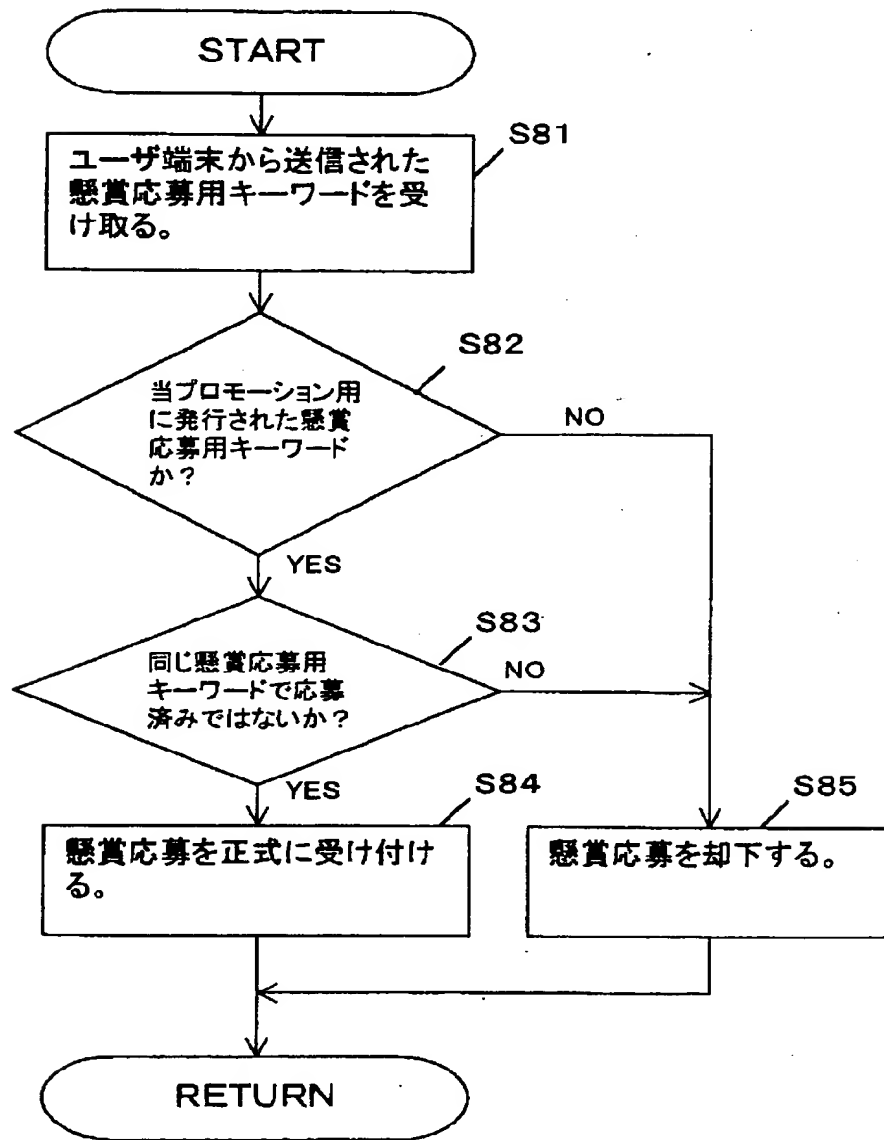 START
S81
ユーザ端末から送信された
懸賞応募用キーワードを受
け取る。
S82
当プロモーション用
に発行された懸賞
応募用キーワード
か？
NO
YES
S83
同じ懸賞応募用
キーワードで応募
済みではないか？
NO
YES
S84
懸賞応募を正式に受け付け
る。
S85
懸賞応募を却下する。
RETURN